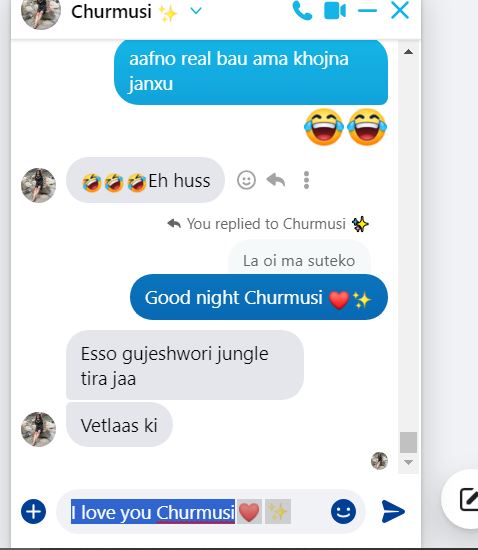 Churmusi ✨
aafno real bau ama khojna
janxu
😂😂
🤣🤣🤣Eh huss
You replied to Churmusi ✨
La oi ma suteko
Good night Churmusi ❤️✨
Esso gujeshwori jungle
tira jaa
Vetlaas ki
I love you Churmusi❤️✨